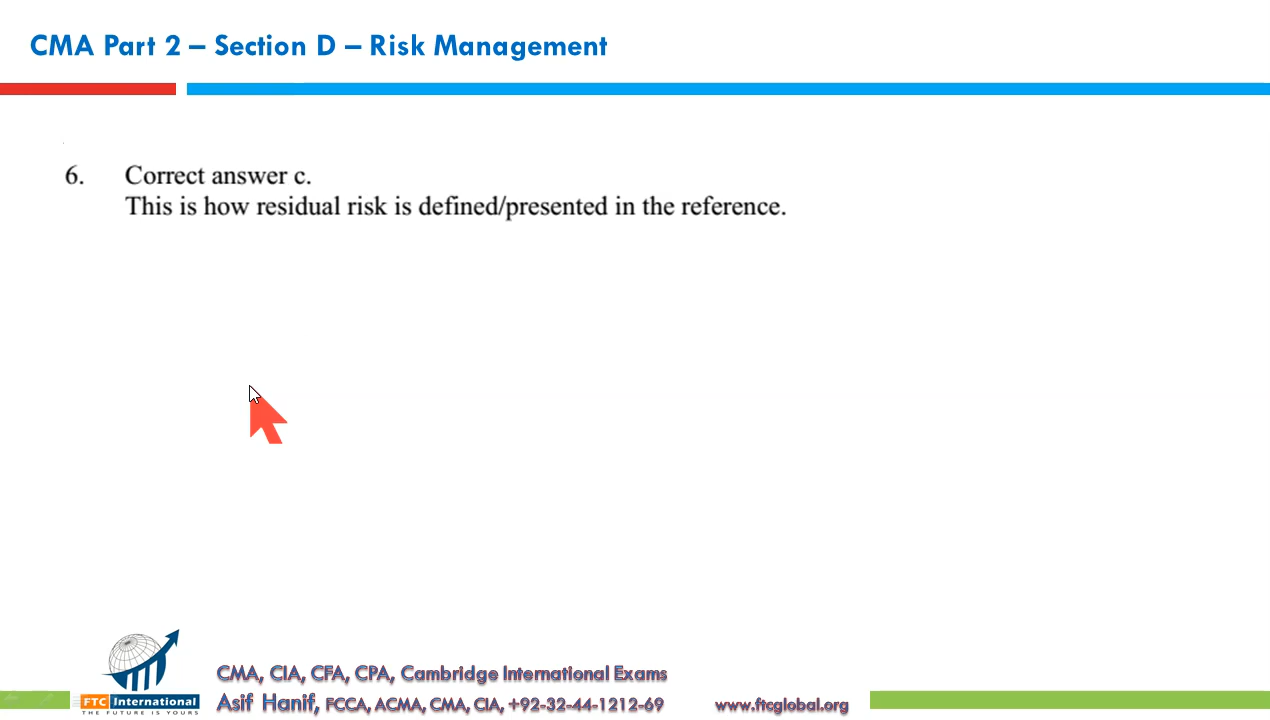 CMA Part 2 – Section D – Risk Management
6. Correct answer c.
This is how residual risk is defined/presented in the reference.
CMA, CIA, CFA, CPA, Cambridge International Exams
FTC International
THE FUTURE IS YOURS
Asif Hanif, FCCA, ACMA, CMA, CIA, +92-32-44-1212-69 www.ftcglobal.org